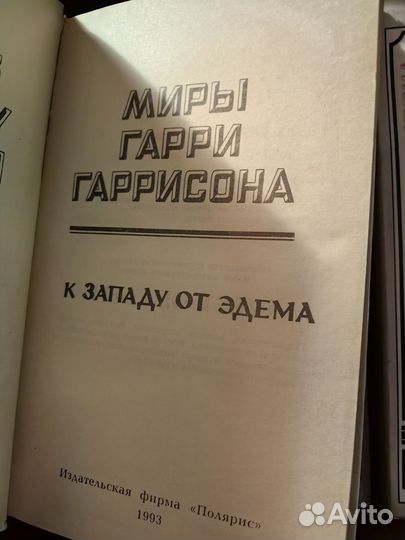 МИРЫ
ГАРРИ
ГАРРИСОНА
К ЗАПАДУ ОТ ЭДЕМА
Издательская фирма «Полярис»
1993
Avito